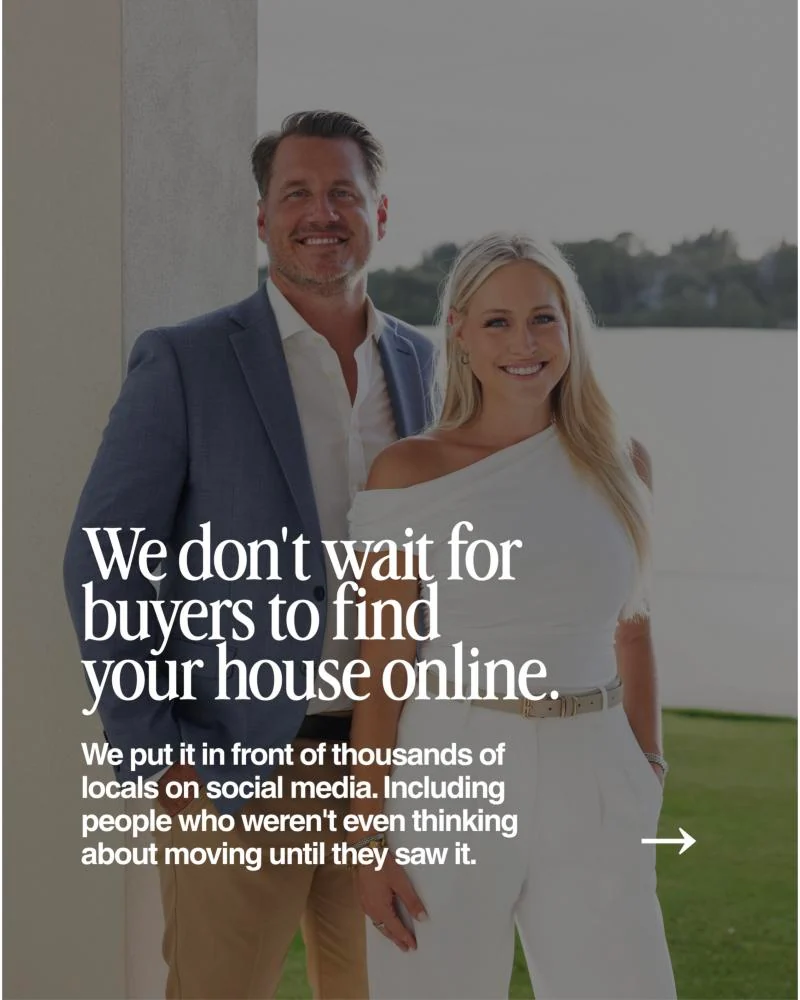 We don't wait for
buyers to find
your house online.
We put it in front of thousands of
locals on social media. Including
people who weren't even thinking
about moving until they saw it.